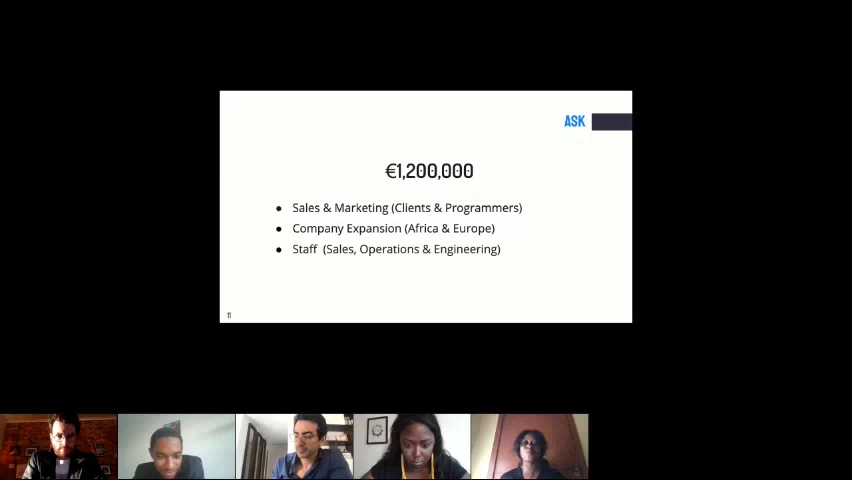 ASK
€1,200,000
● Sales & Marketing (Clients & Programmers)
● Company Expansion (Africa & Europe)
● Staff (Sales, Operations & Engineering)
11